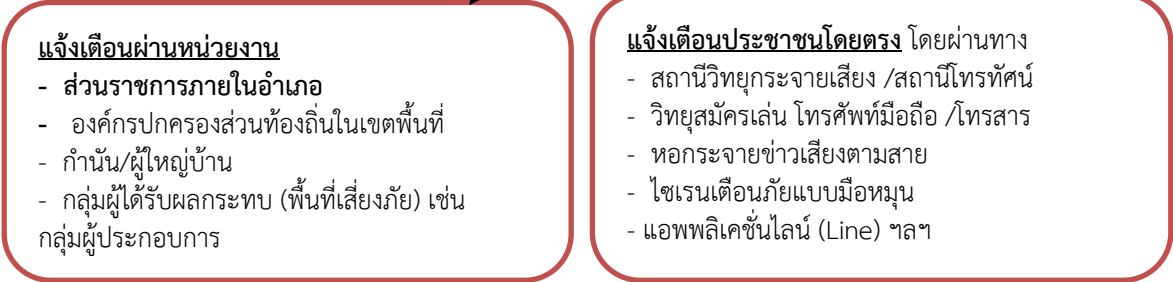 แจ้งเตือนผ่านหน่วยงาน
- ส่วนราชการภายในอำเภอ
- องค์กรปกครองส่วนท้องถิ่นในเขตพื้นที่
- กำนัน/ผู้ใหญ่บ้าน
- กลุ่มผู้ได้รับผลกระทบ (พื้นที่เสี่ยงภัย) เช่น
กลุ่มผู้ประกอบการ
แจ้งเตือนประชาชนโดยตรง โดยผ่านทาง
- สถานีวิทยุกระจายเสียง /สถานีโทรทัศน์
- วิทยุสมัครเล่น โทรศัพท์มือถือ /โทรสาร
- หอกระจายข่าวเสียงตามสาย
- ไซเรนเตือนภัยแบบมือหมุน
- แอพพลิเคชั่นไลน์ (Line) ฯลฯ